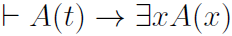 ⊢ A(t) → ∃xA(x)